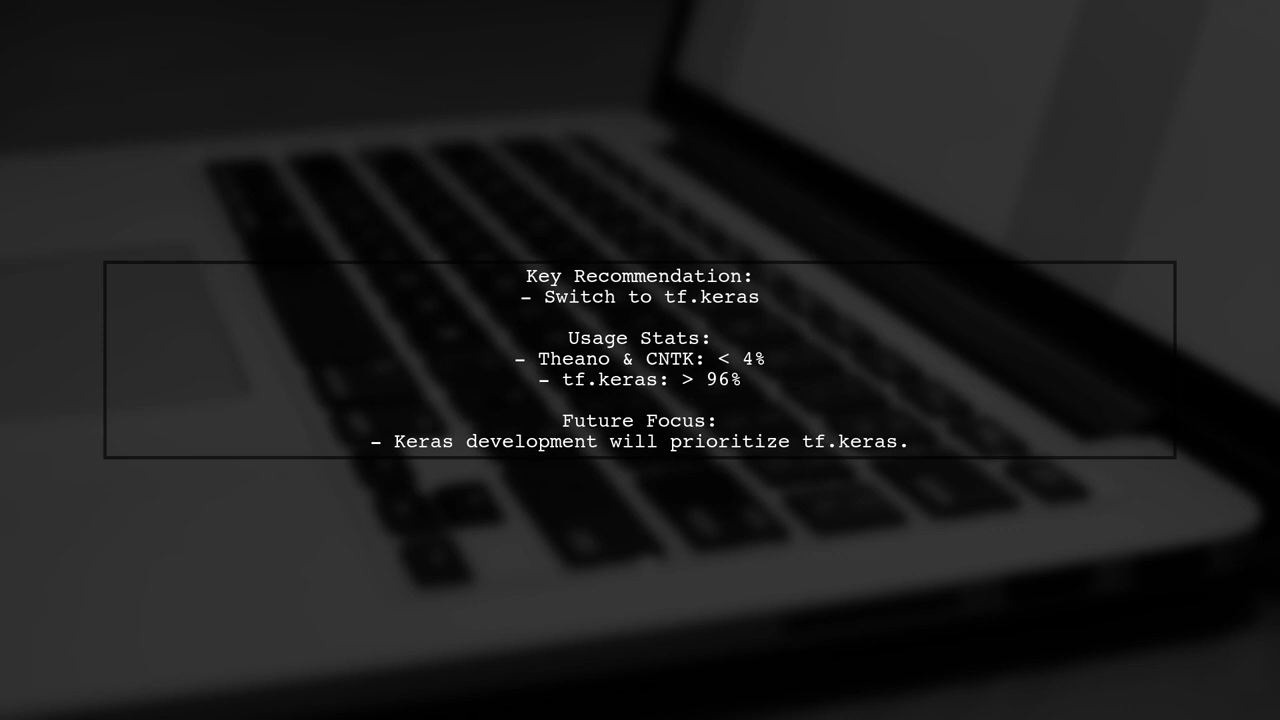 Key Recommendation:
- Switch to tf.keras
Usage Stats:
- Theano & CNTK: < 4%
- tf.keras: > 96%
Future Focus:
- Keras development will prioritize tf.keras.